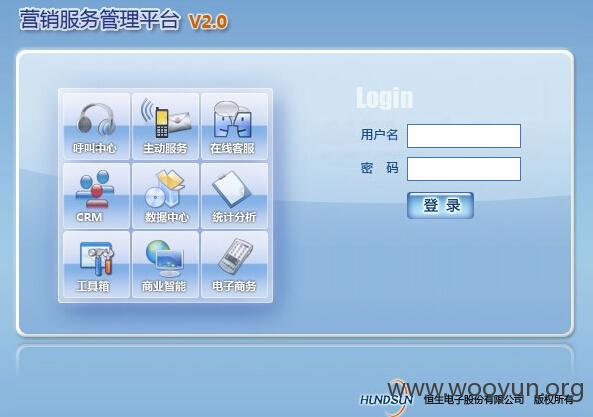 营销服务管理平台 V2.0
Login
呼叫中心 主动服务 在线客服
CRM 数据中心 统计分析
工具箱 商业智能 电子商务
用户名
密 码
登 录
www.wooyun.org
HUNDSUN 恒生电子股份有限公司 版权所有